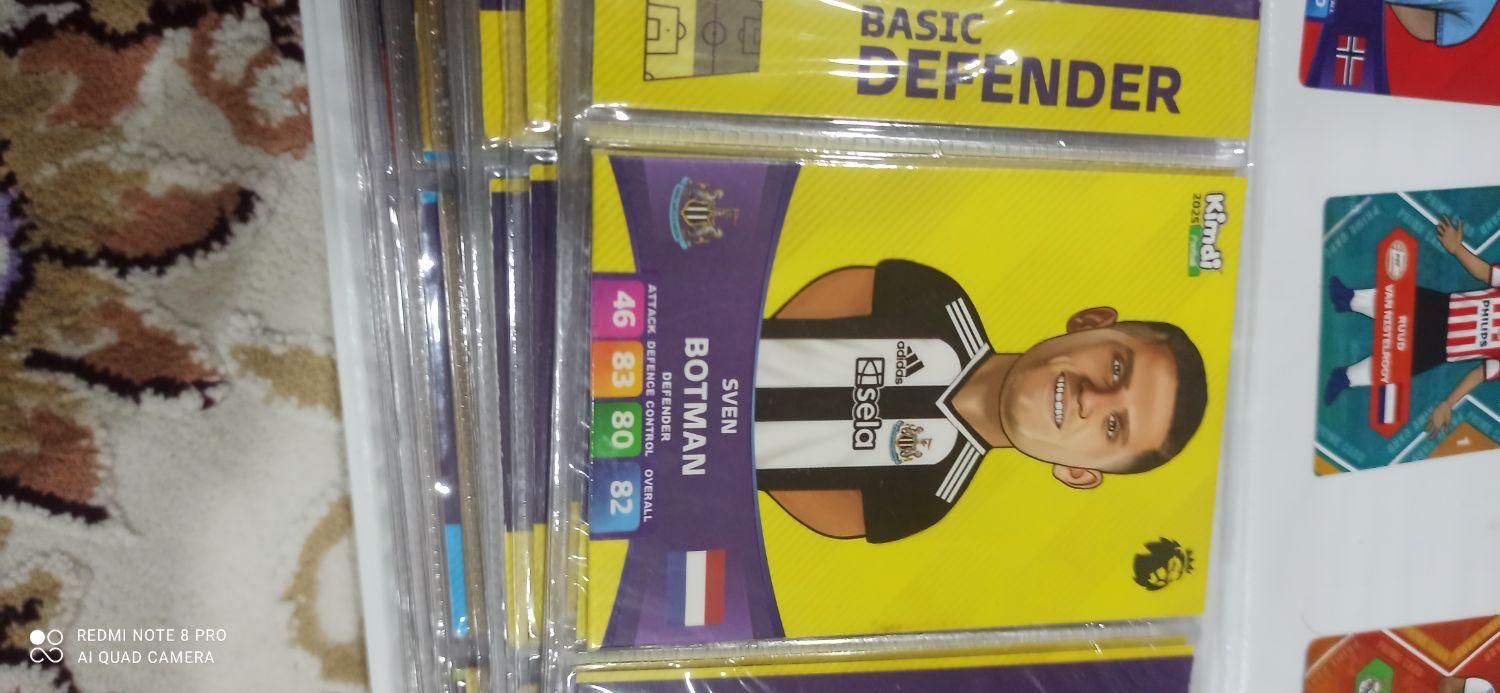 BASIC
DEFENDER
Kimdi
2025
adidas
sela
SVEN
BOTMAN
DEFENDER
ATTACK DEFENCE CONTROL OVERALL
46 83 80 82
PHILIPS
RUUD
VAN NISTELROOY
1
REDMI NOTE 8 PRO
AI QUAD CAMERA